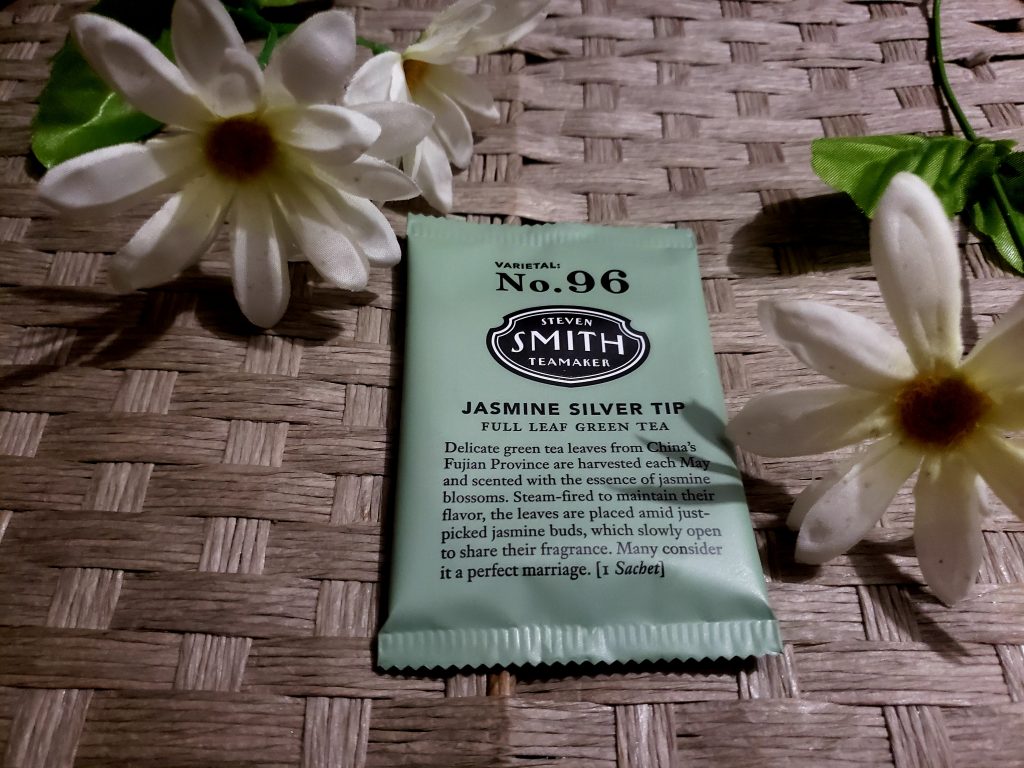 VARIETAL:
No. 96
STEVEN
SMITH
TEAMAKER
JASMINE SILVER TIP
FULL LEAF GREEN TEA
Delicate green tea leaves from China's
Fujian Province are harvested each May
and scented with the essence of jasmine
blossoms. Steam-fired to maintain their
flavor, the leaves are placed amid just-
picked jasmine buds, which slowly open
to share their fragrance. Many consider
it a perfect marriage. [1 Sachet]